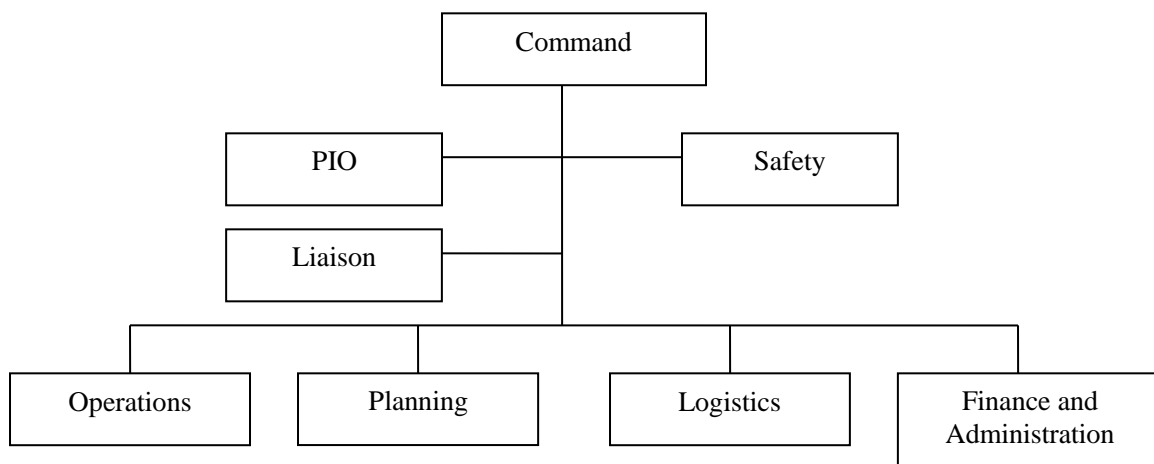 Command
PIO
Safety
Liaison
Operations
Planning
Logistics
Finance and
Administration